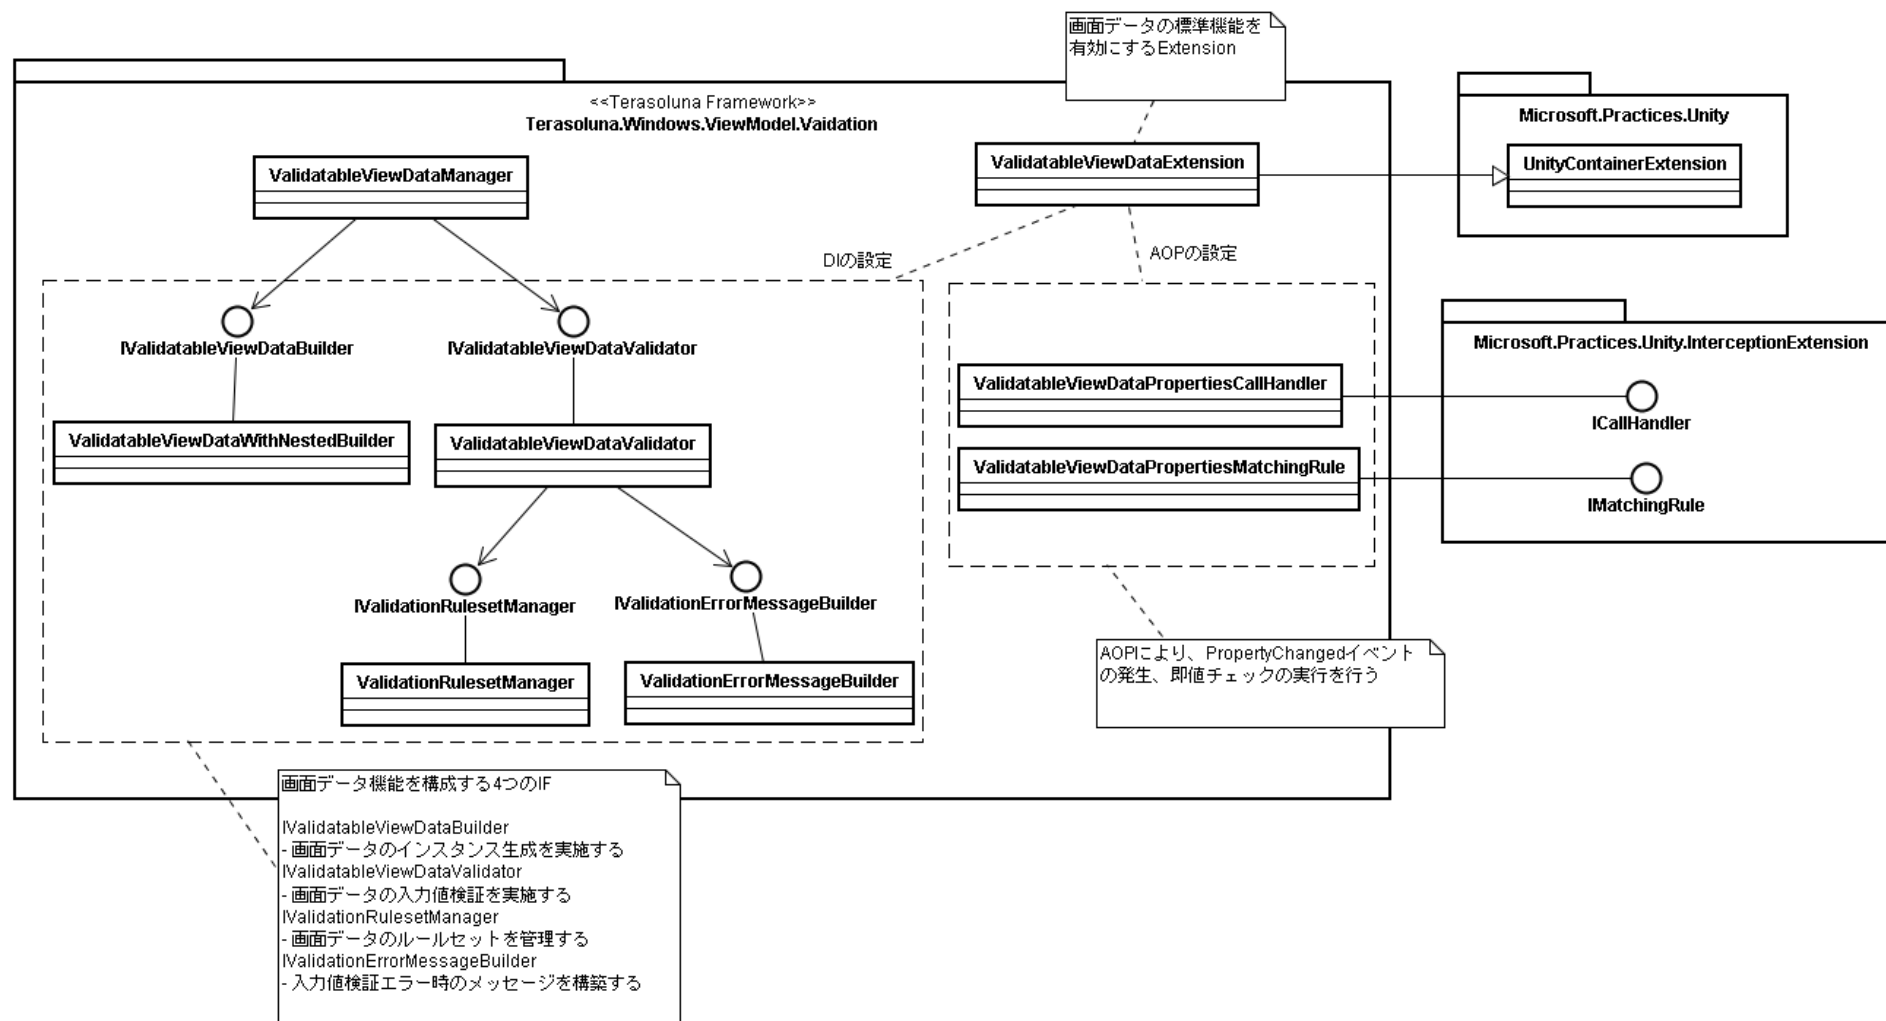 画面データの標準機能を
有効にするExtension
<<Terasoluna Framework>>
Terasoluna.Windows.ViewModel.Vaidation
Microsoft.Practices.Unity
ValidatableViewDataManager
ValidatableViewDataExtension
UnityContainerExtension
DIの設定
AOPの設定
IValidatableViewDataBuilder
IValidatableViewDataValidator
Microsoft.Practices.Unity.InterceptionExtension
ValidatableViewDataPropertiesCallHandler
ICallHandler
ValidatableViewDataWithNestedBuilder
ValidatableViewDataValidator
ValidatableViewDataPropertiesMatchingRule
IMatchingRule
IValidationRulesetManager
IValidationErrorMessageBuilder
AOPにより、PropertyChangedイベント
の発生、即値チェックの実行を行う
ValidationRulesetManager
ValidationErrorMessageBuilder
画面データ機能を構成する4つのIF
IValidatableViewDataBuilder
- 画面データのインスタンス生成を実施する
IValidatableViewDataValidator
- 画面データの入力値検証を実施する
IValidationRulesetManager
- 画面データのルールセットを管理する
IValidationErrorMessageBuilder
- 入力値検証エラー時のメッセージを構築する